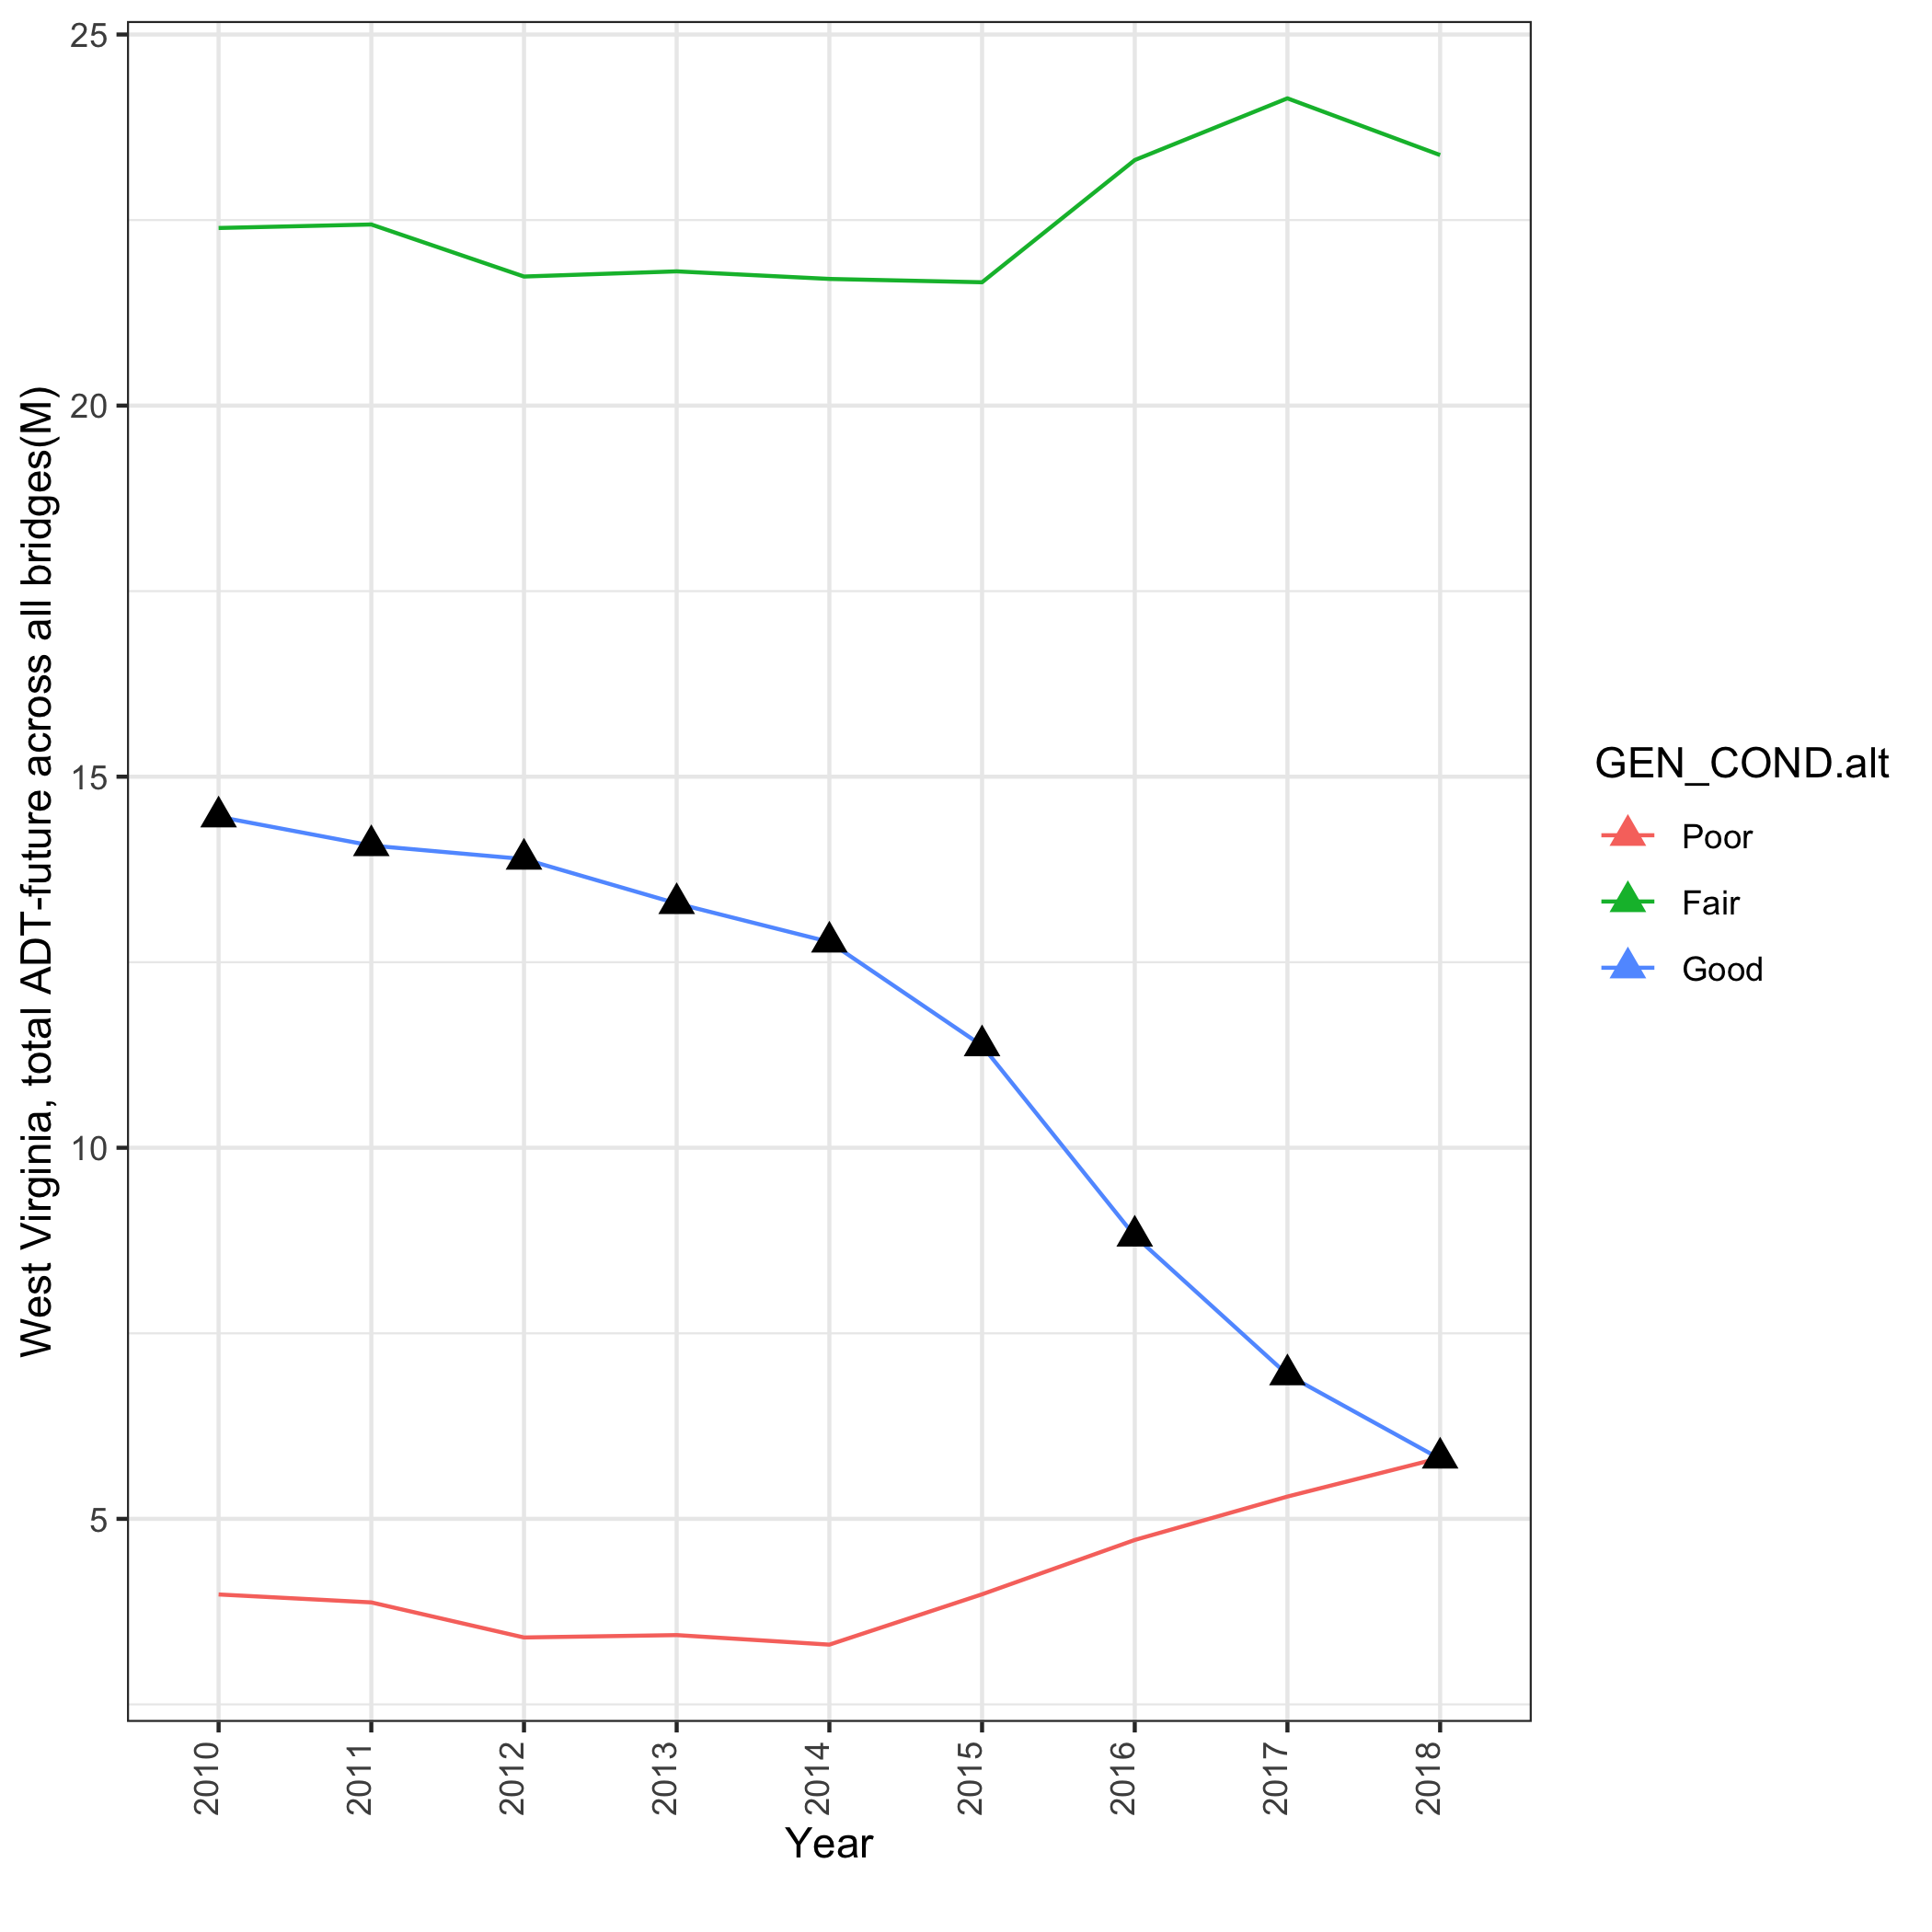 West Virginia, total ADT-future across all bridges(M)
25
20
15
10
5
2010
2011
2012
2013
2014
2015
2016
2017
2018
Year
GEN_COND.alt
Poor
Fair
Good